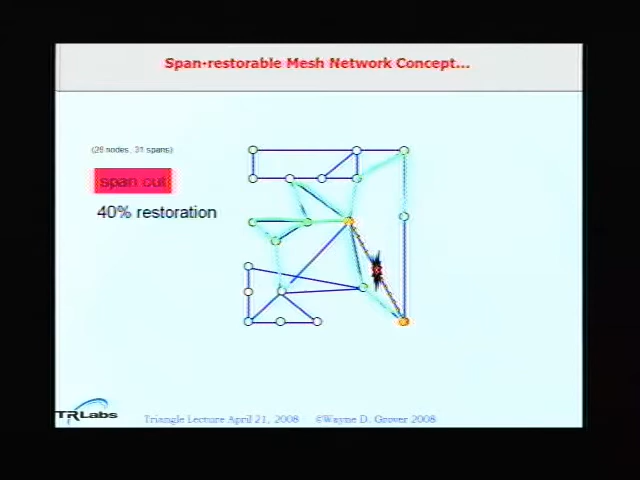 Span-restorable Mesh Network Concept...
(28 nodes, 31 spans)
span cut
40% restoration
TRLabs
Triangle Lecture April 21, 2008 ©Wayne D. Grover 2008